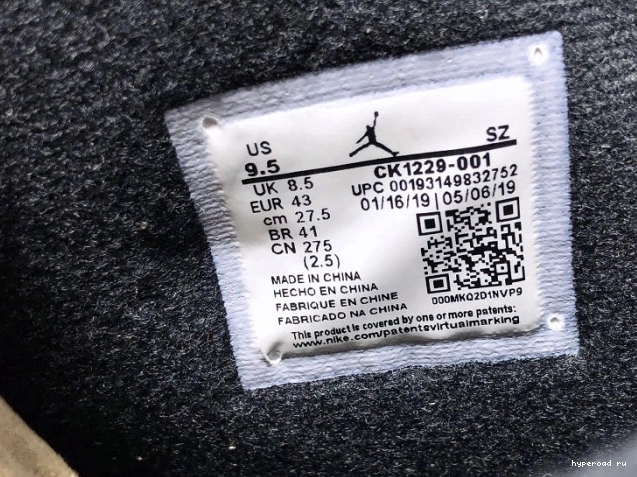 US
SZ
9.5
CK1229-001
UK 8.5
UPC 00193149832752
EUR 43
01/16/19 | 05/06/19
cm 27.5
BR 41
CN 275
(2.5)
MADE IN CHINA
HECHO EN CHINA
FABRIQUE EN CHINE
FABRICADO NA CHINA
000MKQ2D1NVP9
This product is covered by one or more patents:
www.nike.com/patentsvirtualmarking
hyperoad ru